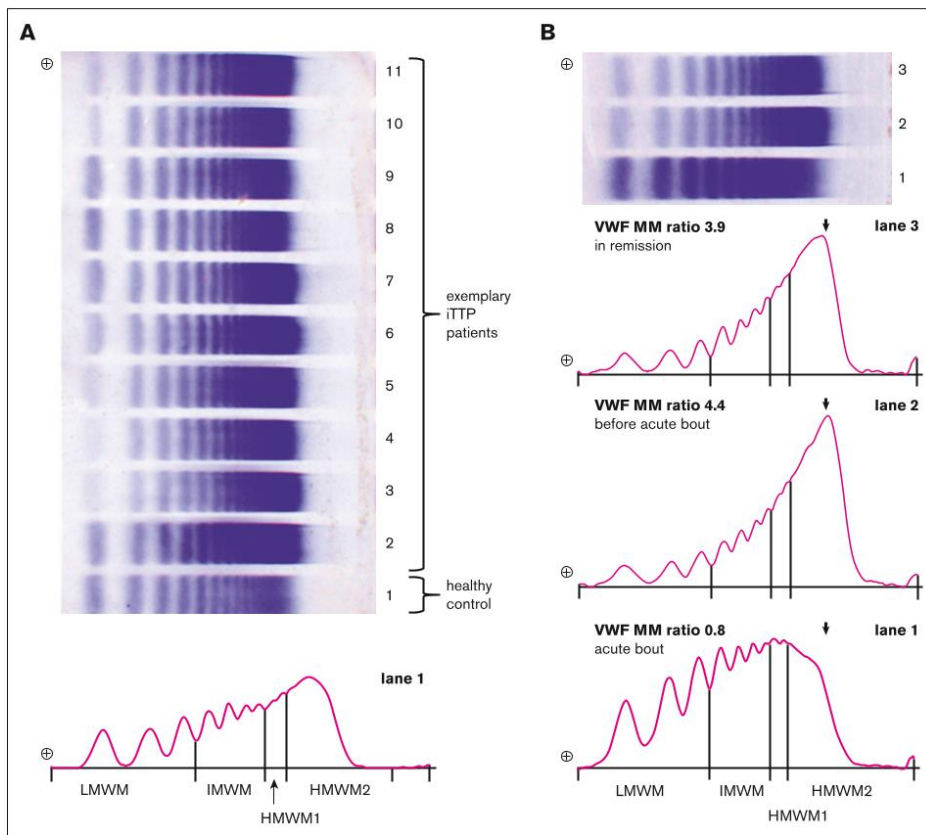 A
⊕
11
10
9
8
7
6
5
4
3
2
1
exemplary
iTTP
patients
healthy
control
lane 1
⊕
LMWM
IMWM
HMWM2
HMWM1
B
⊕
3
2
1
VWF MM ratio 3.9
in remission
lane 3
⊕
VWF MM ratio 4.4
before acute bout
lane 2
⊕
VWF MM ratio 0.8
acute bout
lane 1
⊕
LMWM
IMWM
HMWM2
HMWM1